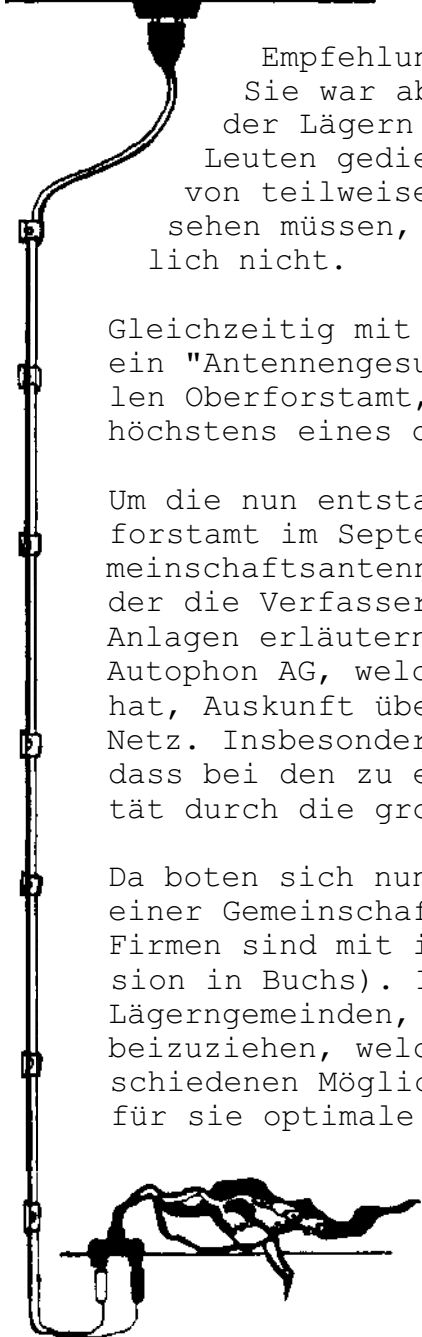 Empfehlun
Sie war ab
der Lägern
Leuten gedie
von teilweise
sehen müssen,
lich nicht.
Gleichzeitig mit
ein "Antennengesu
len Oberforstamt,
höchstens eines d
Um die nun entsta
forstamt im Septe
meinschaftsantenn
der die Verfasser
Anlagen erläutern
Autophon AG, welc
hat, Auskunft übe
Netz. Insbesonder
dass bei den zu e
tät durch die gro
Da boten sich nun
einer Gemeinschaf
Firmen sind mit i
sion in Buchs). I
Lägerngemeinden,
beizuziehen, welc
schiedenen Möglic
für sie optimale